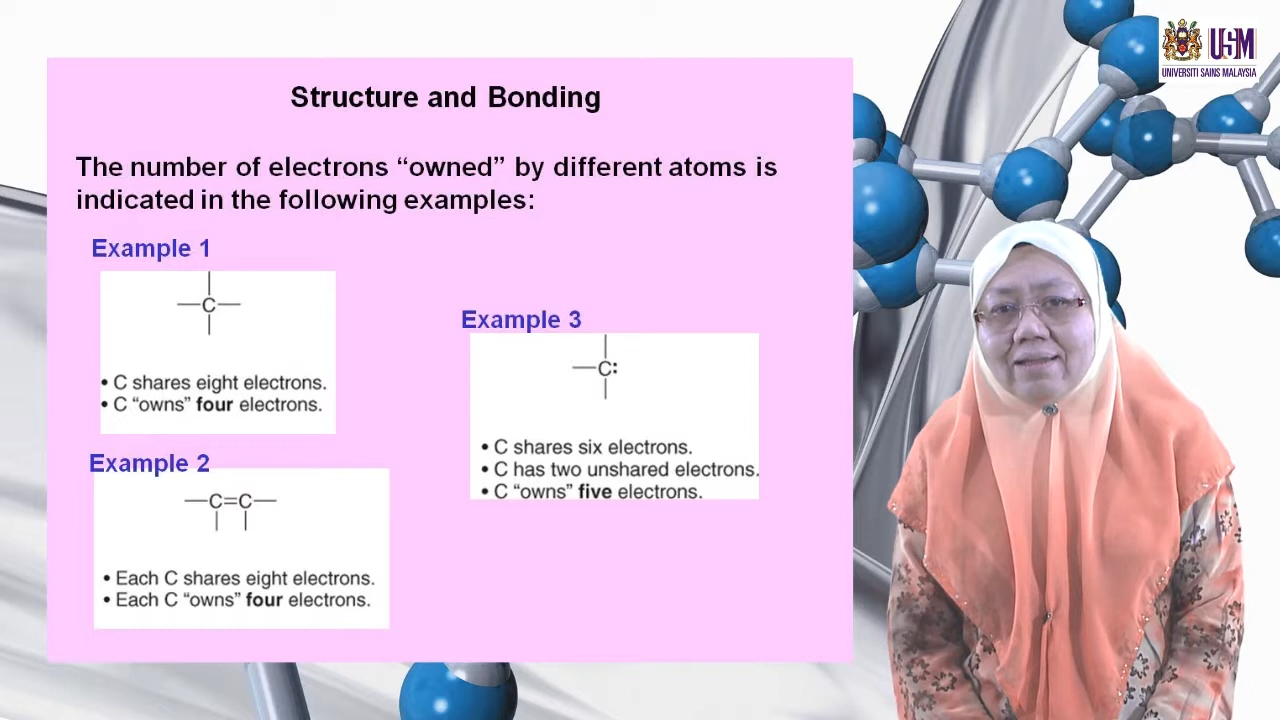 USM
UNIVERSITI SAINS MALAYSIA
Structure and Bonding
The number of electrons “owned” by different atoms is
indicated in the following examples:
Example 1
C
• C shares eight electrons.
• C “owns” four electrons.
Example 2
—C=C—
• Each C shares eight electrons.
• Each C “owns” four electrons.
Example 3
—C:
• C shares six electrons.
• C has two unshared electrons.
• C “owns” five electrons.